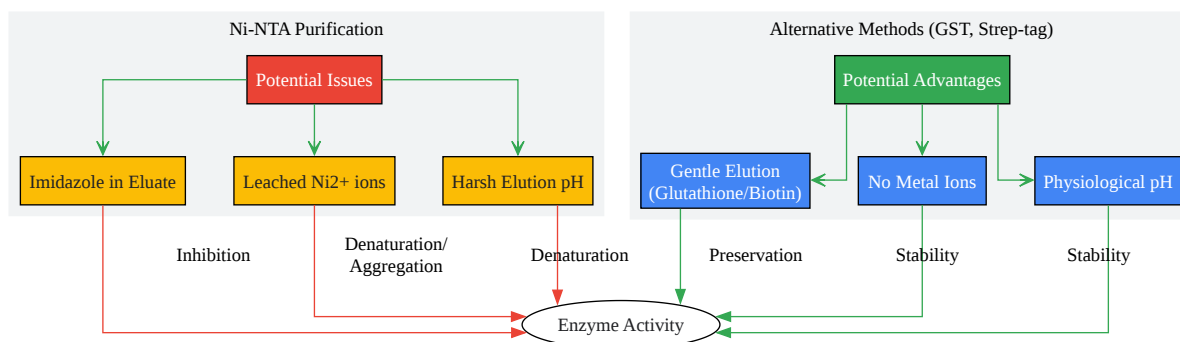 Ni-NTA Purification
Alternative Methods (GST, Strep-tag)
Potential Issues
Potential Advantages
Imidazole in Eluate
Leached Ni2+ ions
Harsh Elution pH
Gentle Elution
(Glutathione/Biotin)
No Metal Ions
Physiological pH
Inhibition
Denaturation/
Aggregation
Denaturation
Preservation
Stability
Stability
Enzyme Activity